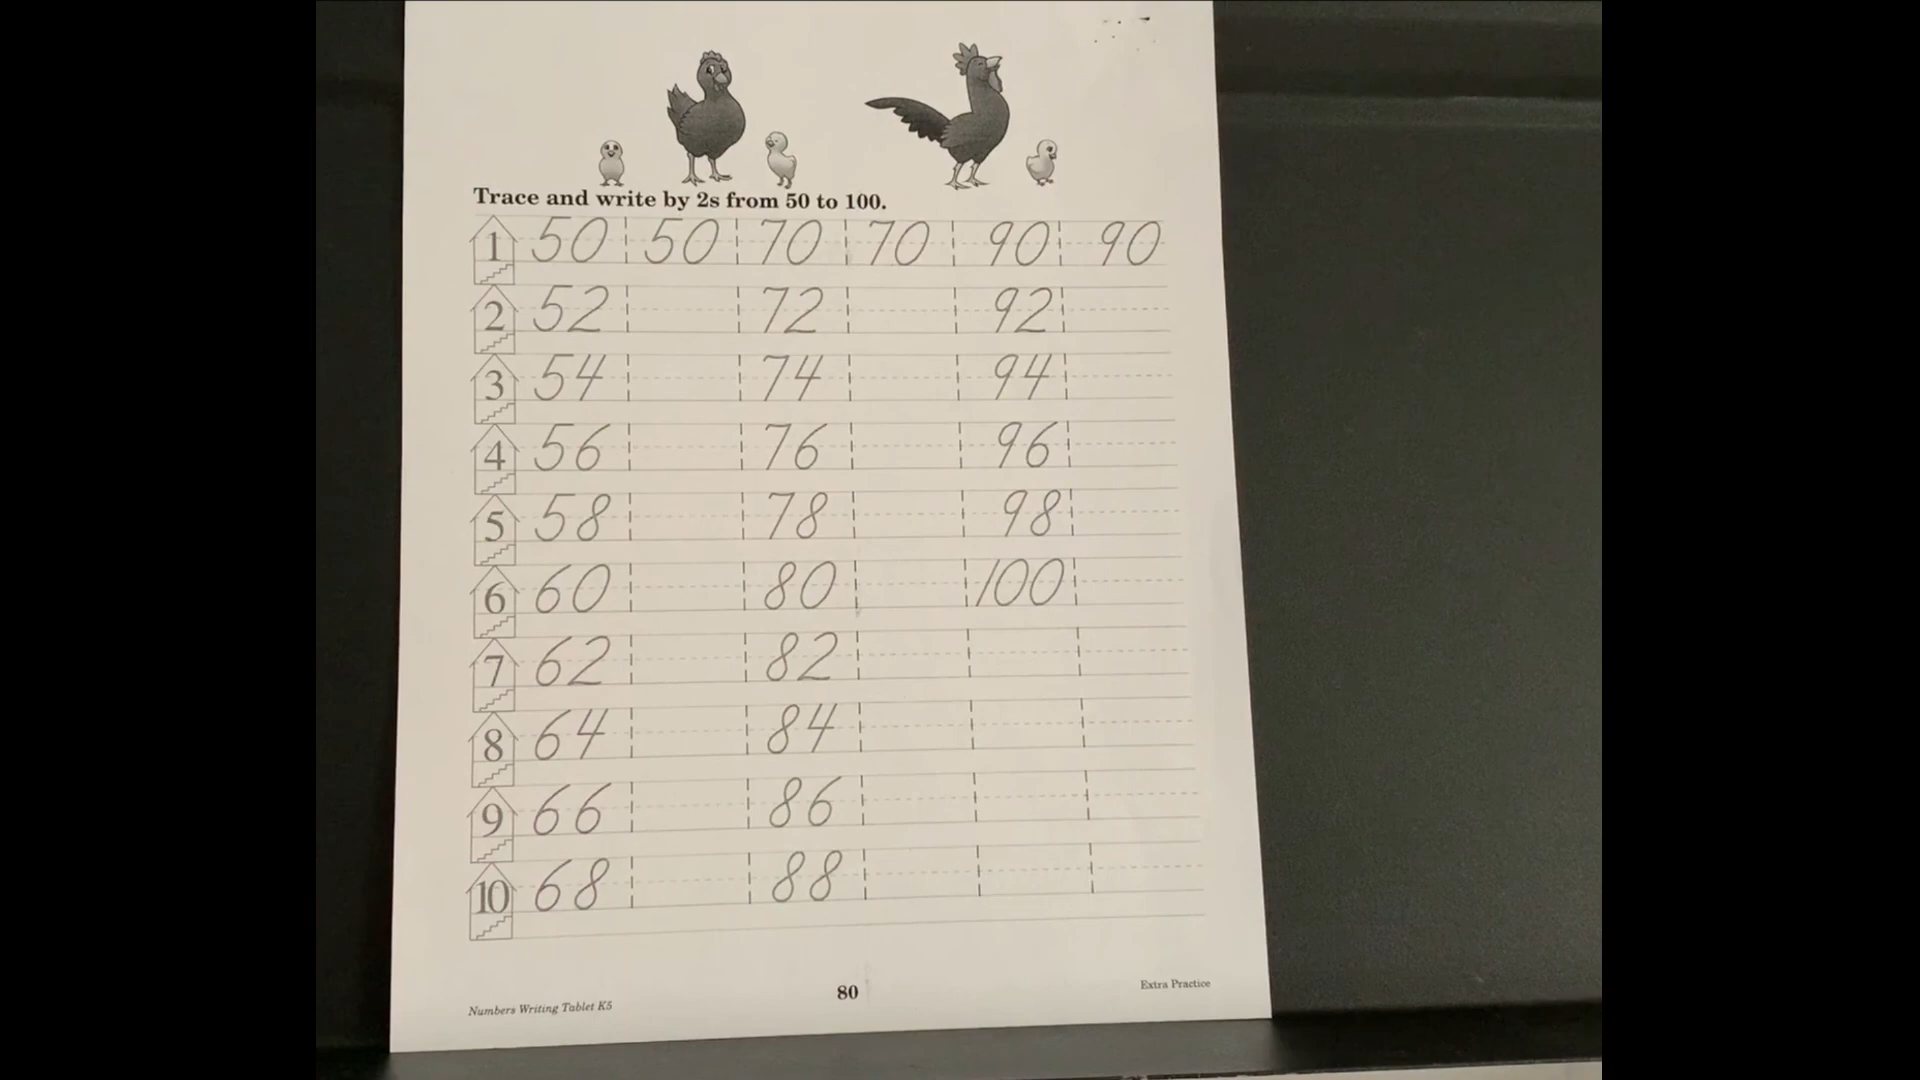 Trace and write by 2s from 50 to 100.
1 50 50 70 70 90 90
2 52 72 92
3 54 74 94
4 56 76 96
5 58 78 98
6 60 80 100
7 62 82
8 64 84
9 66 86
10 68 88
Numbers Writing Tablet K5 80 Extra Practice